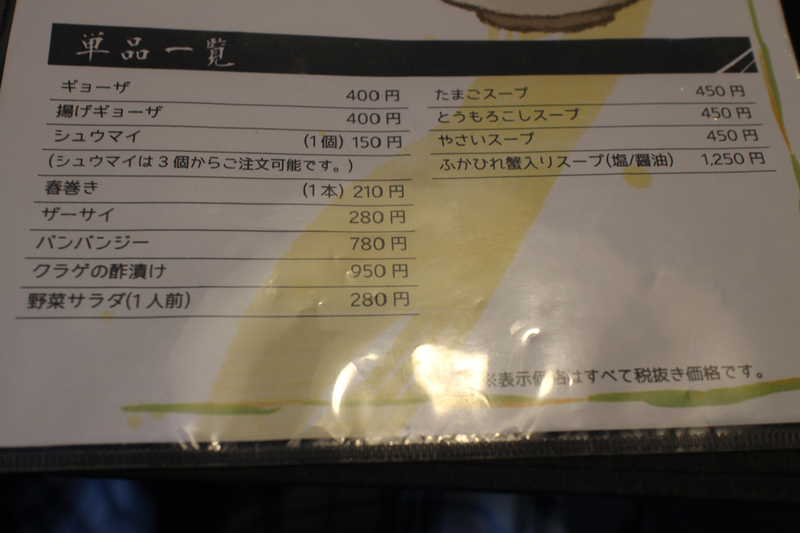 単品一覧
ギョーザ 400円
揚げギョーザ 400円
シュウマイ (1個) 150円
(シュウマイは3個からご注文可能です。)
春巻き (1本) 210円
ザーサイ 280円
バンバンジー 780円
クラゲの酢漬け 950円
野菜サラダ(1人前) 280円
たまごスープ 450円
とうもろこしスープ 450円
やさいスープ 450円
ふかひれ蟹入りスープ(塩/醤油) 1,250円
※表示価格はすべて税抜き価格です。